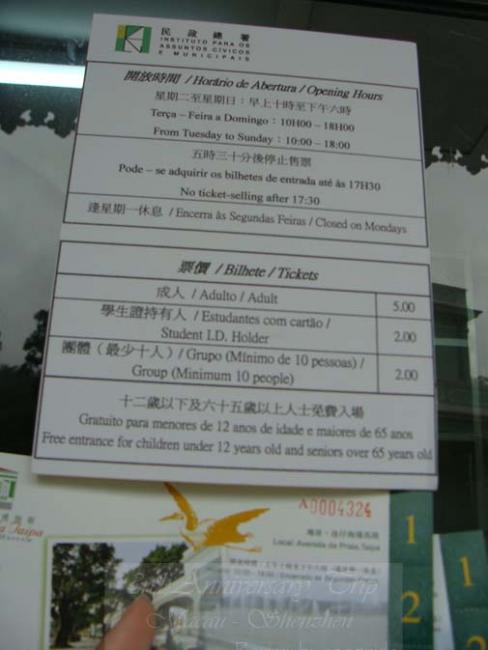 民政總署
INSTITUTO PARA OS
ASSUNTOS CÍVICOS
E MUNICIPAIS
開放時間 / Horário de Abertura / Opening Hours
星期二至星期日：早上十時至下午六時
Terça – Feira a Domingo : 10H00 – 18H00
From Tuesday to Sunday : 10:00 – 18:00
五時三十分後停止售票
Pode – se adquirir os bilhetes de entrada até às 17H30
No ticket-selling after 17:30
逢星期一休息 / Encerra às Segundas Feiras / Closed on Mondays
票價 / Bilhete / Tickets
成人 / Adulto / Adult 5.00
學生證持有人 / Estudantes com cartão /
Student I.D. Holder 2.00
團體（最少十人）/ Grupo (Mínimo de 10 pessoas) /
Group (Minimum 10 people) 2.00
十二歲以下及六十五歲以上人士免費入場
Gratuito para menores de 12 anos de idade e maiores de 65 anos
Free entrance for children under 12 years old and seniors over 65 years old
A0004324
Taipa
Local: Avenida da Praia, Taipa
1
2
1
2
Anniversary Trip
Macau - Shenzhen